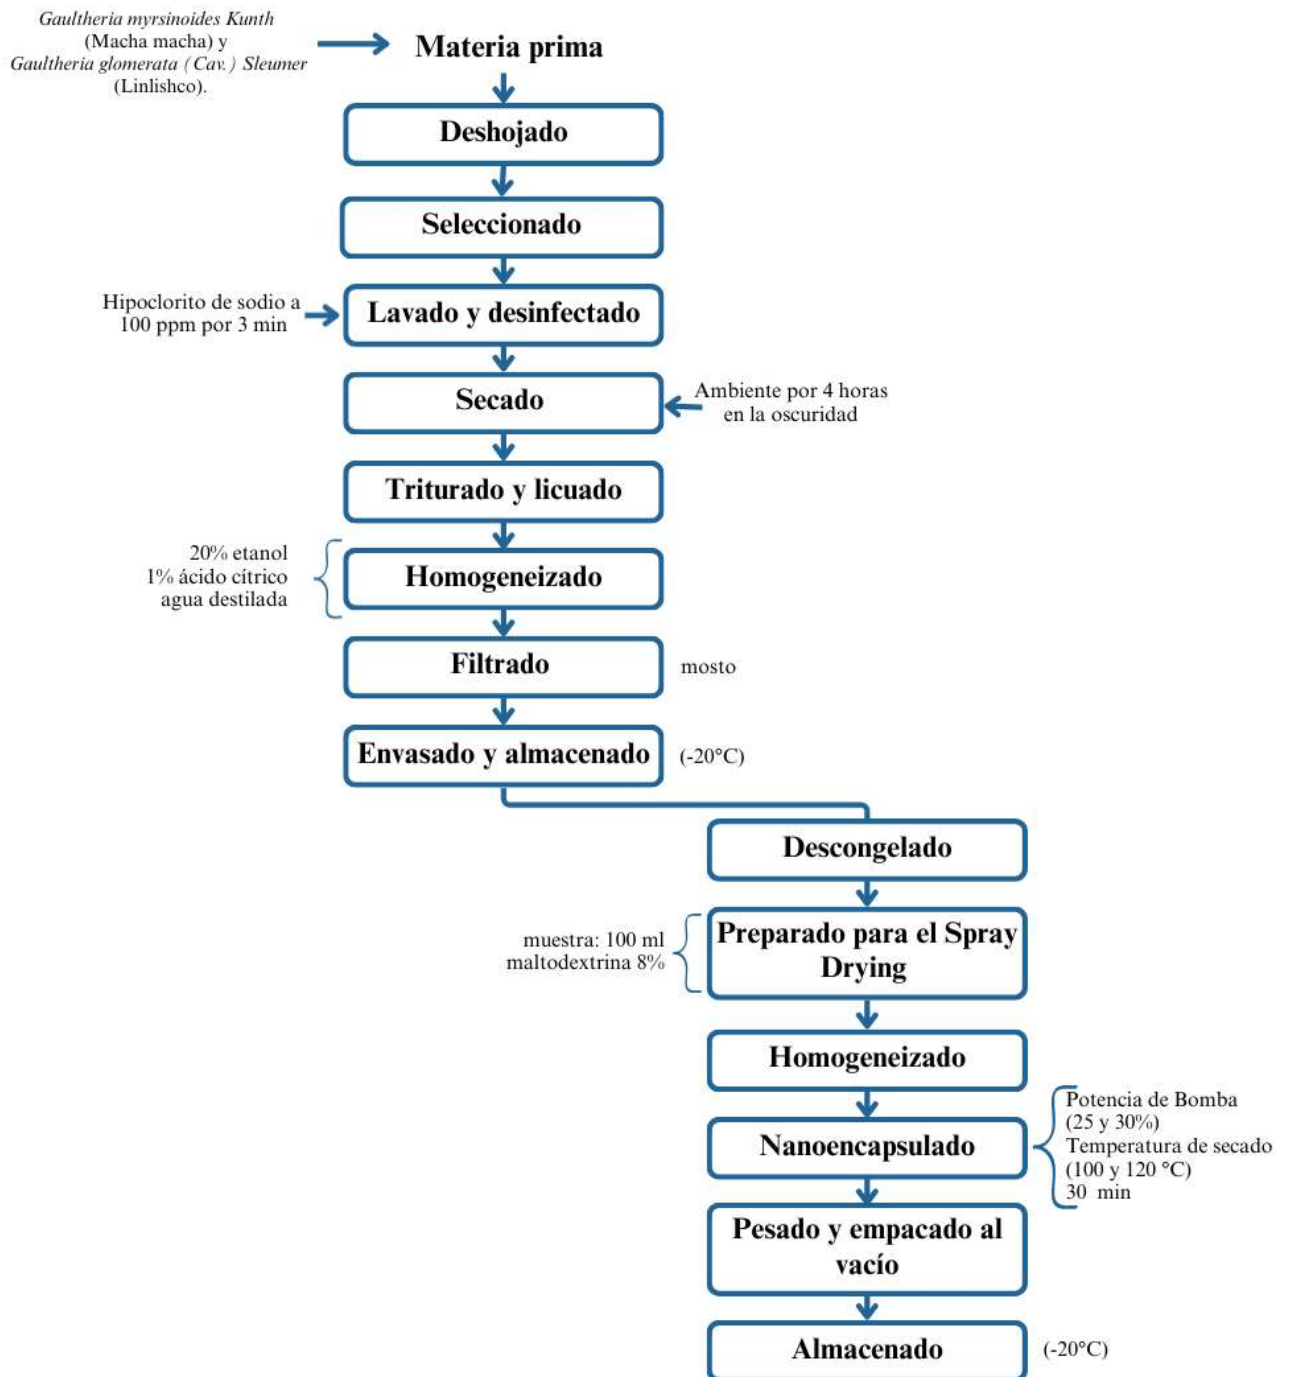 Gaultheria myrsinoides Kunth
(Macha macha) y
Gaultheria glomerata (Cav.) Sleumer
(Linlishco).
Materia prima
Deshojado
Seleccionado
Hipoclorito de sodio a
100 ppm por 3 min
Lavado y desinfectado
Secado
Ambiente por 4 horas
en la oscuridad
Triturado y licuado
20% etanol
1% ácido cítrico
agua destilada
Homogeneizado
Filtrado
mosto
Envasado y almacenado
(-20°C)
Descongelado
muestra: 100 ml
maltodextrina 8%
Preparado para el Spray
Drying
Homogeneizado
Nanoencapsulado
Potencia de Bomba
(25 y 30%)
Temperatura de secado
(100 y 120 °C)
30 min
Pesado y empacado al
vacío
Almacenado
(-20°C)